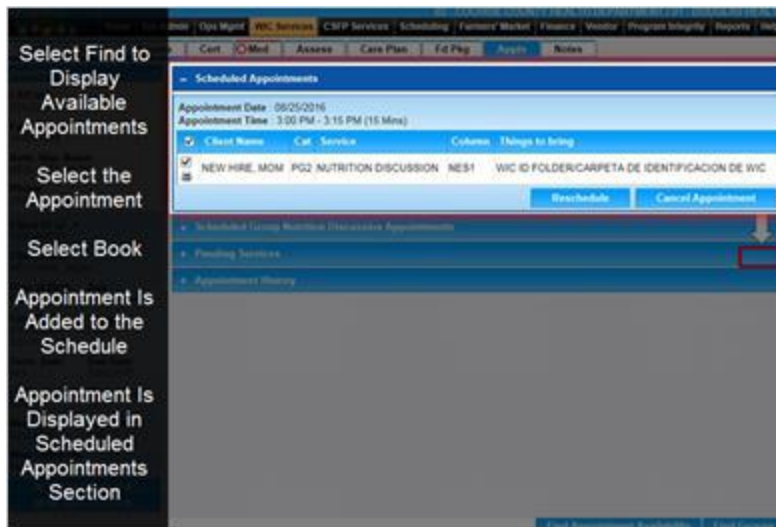 Ops Mgmt WIC Services CSFP Services Scheduling Farmers' Market Finance Vendor Program Integrity Reports
Cert Med Assess Care Plan Fd Pkg Appts Notes
Select Find to
Display
Available
Appointments
Select the
Appointment
Select Book
Appointment Is
Added to the
Schedule
Appointment Is
Displayed in
Scheduled
Appointments
Section
Scheduled Appointments
Appointment Date : 08/25/2016
Appointment Time : 3:00 PM - 3:15 PM (15 Mins)
Client Name Cat Service Column Things to bring
NEW HIRE, MOM PG2 NUTRITION DISCUSSION NES1 WIC ID FOLDER/CARPETA DE IDENTIFICACION DE WIC
Reschedule Cancel Appointment
Scheduled Group Nutrition Discussion Appointments
Pending Services
Appointment History
Find Appointment Availability